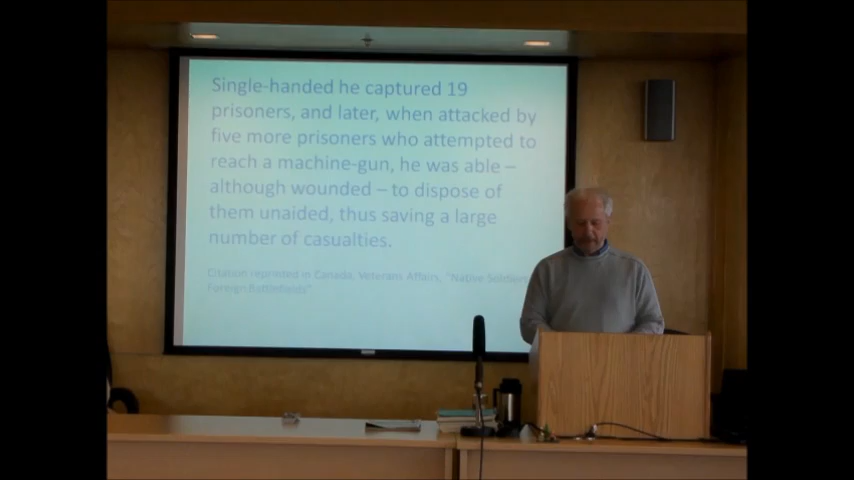 Single-handed he captured 19
prisoners, and later, when attacked by
five more prisoners who attempted to
reach a machine-gun, he was able –
although wounded – to dispose of
them unaided, thus saving a large
number of casualties.
Citation reprinted in Canada, Veterans Affairs, "Native Soldiers
Foreign Battlefields"